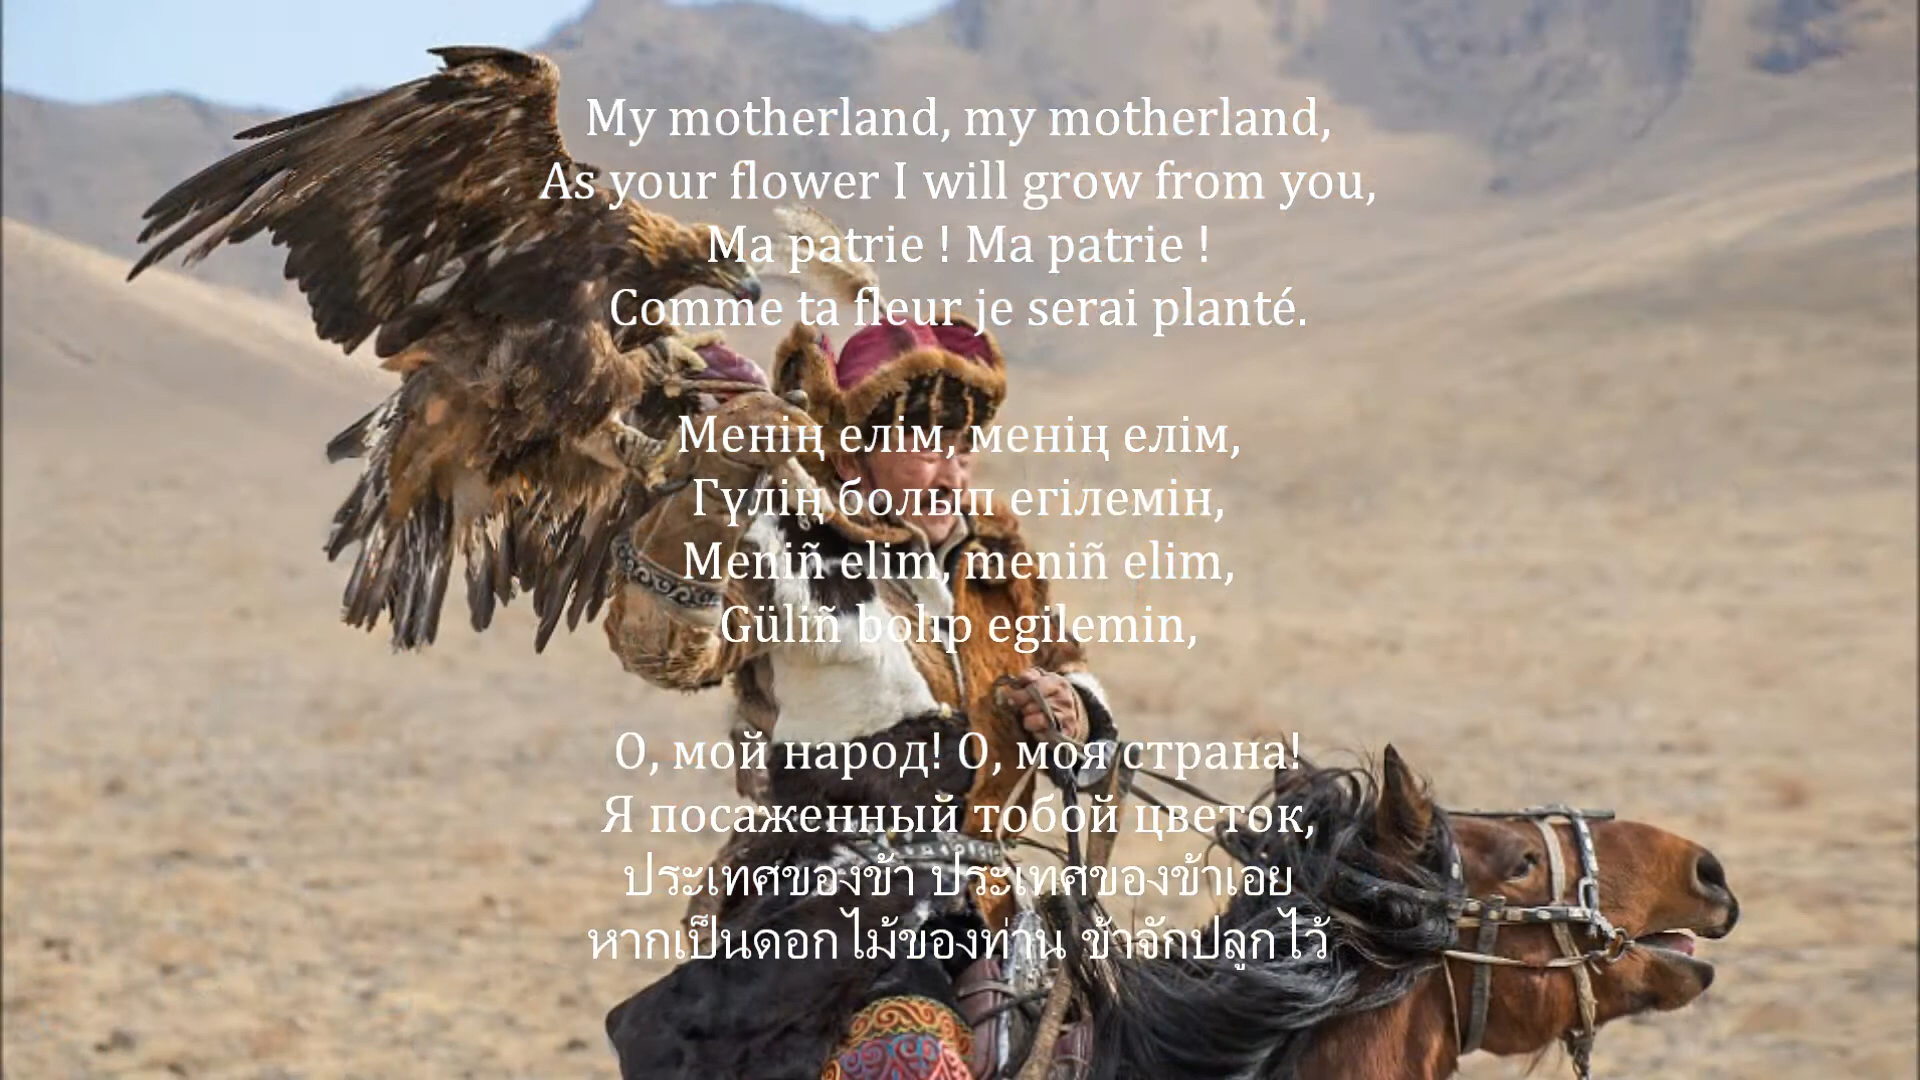 My motherland, my motherland,
As your flower I will grow from you,
Ma patrie ! Ma patrie !
Comme ta fleur je serai planté.
Менің елім, менің елім,
Гүлің болып егілемін,
Meniñ elim, meniñ elim,
Güliñ bolıp egilemin,
О, мой народ! О, моя страна!
Я посаженный тобой цветок,
ประเทศของข้า ประเทศของข้าเอย
หากเป็นดอกไม้ของท่าน ข้าจักปลูกไว้